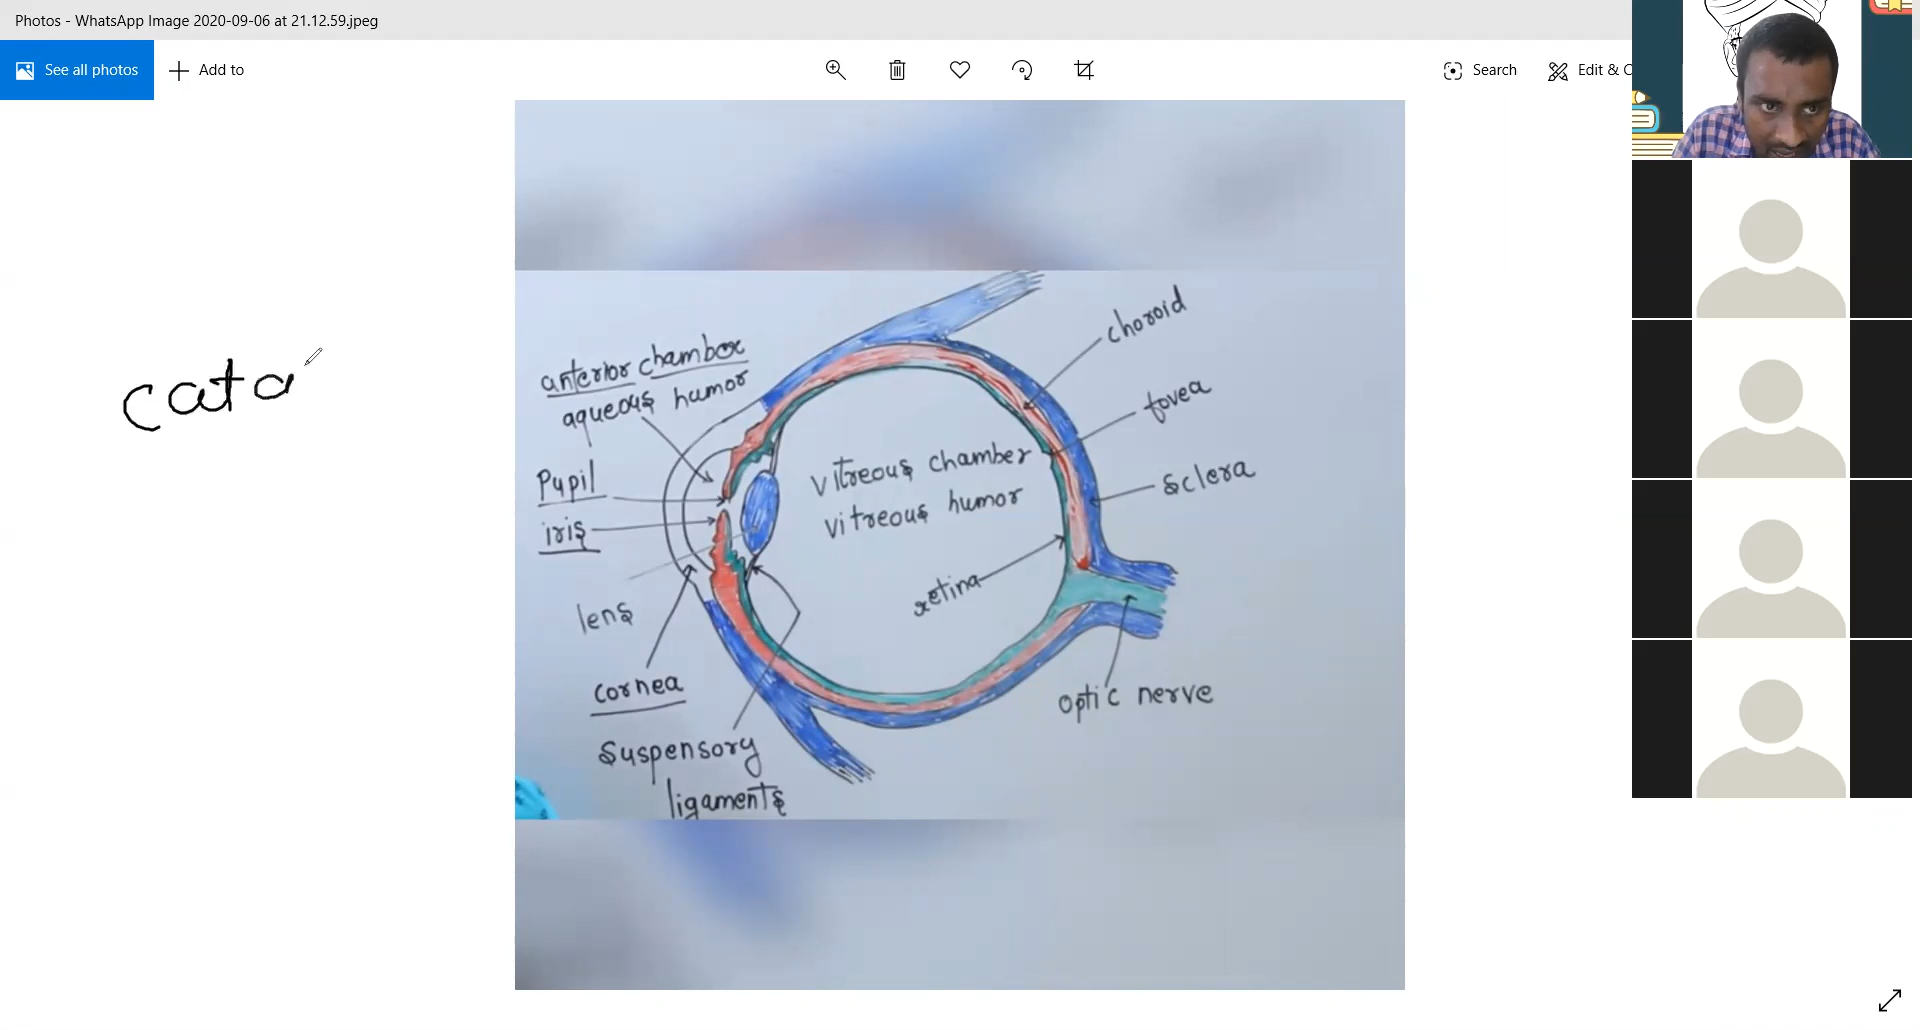 Photos - WhatsApp Image 2020-09-06 at 21.12.59.jpeg
See all photos
Add to
Search
Edit & C
cata
anterior chamber
aqueous humor
Pupil
iris
lens
cornea
suspensory
ligaments
choroid
fovea
sclera
vitreous chamber
vitreous humor
retina
optic nerve